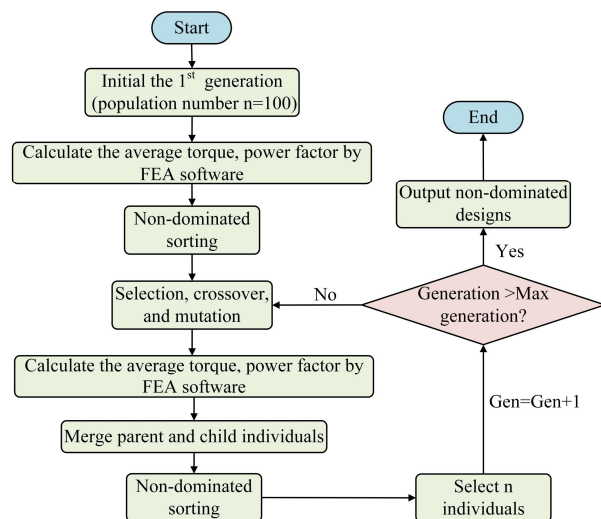 Start
Initial the 1st generation
(population number n=100)
Calculate the average torque, power factor by
FEA software
Non-dominated
sorting
Selection, crossover,
and mutation
Calculate the average torque, power factor by
FEA software
Merge parent and child individuals
Non-dominated
sorting
Select n
individuals
Gen=Gen+1
Generation >Max
generation?
No
Yes
Output non-dominated
designs
End